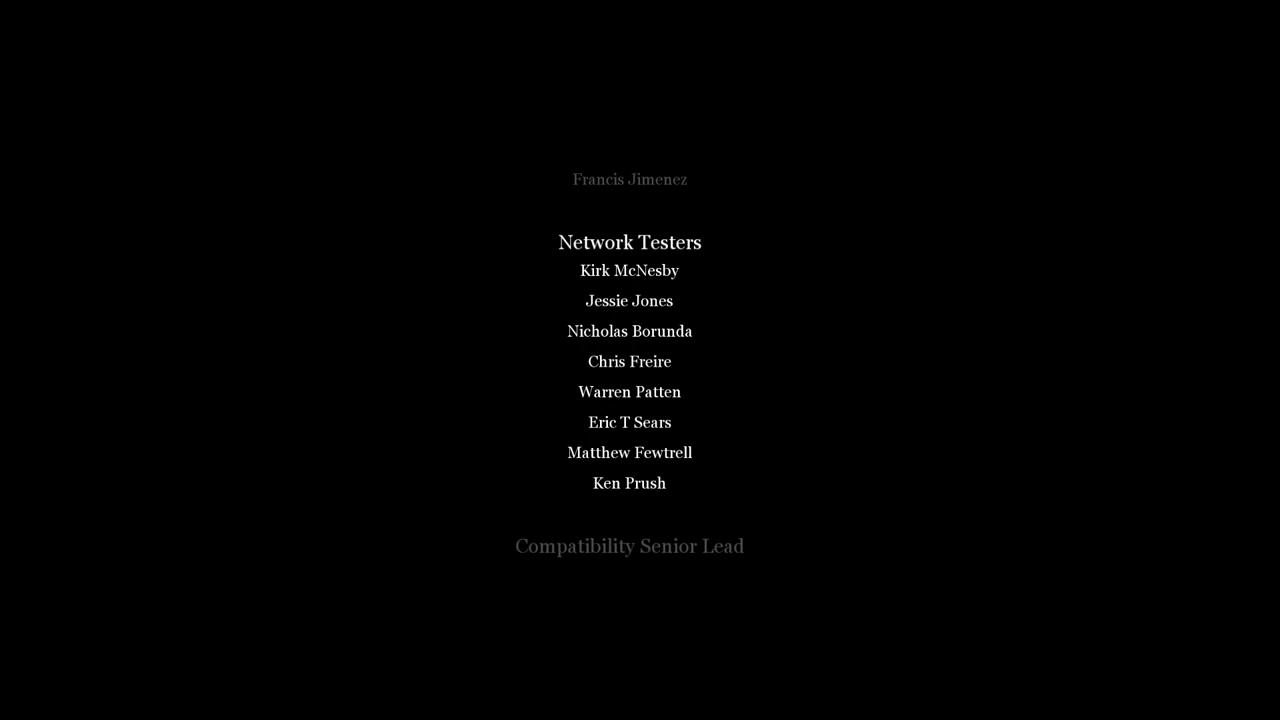 Francis Jimenez
Network Testers
Kirk McNesby
Jessie Jones
Nicholas Borunda
Chris Freire
Warren Patten
Eric T Sears
Matthew Fewtrell
Ken Prush
Compatibility Senior Lead